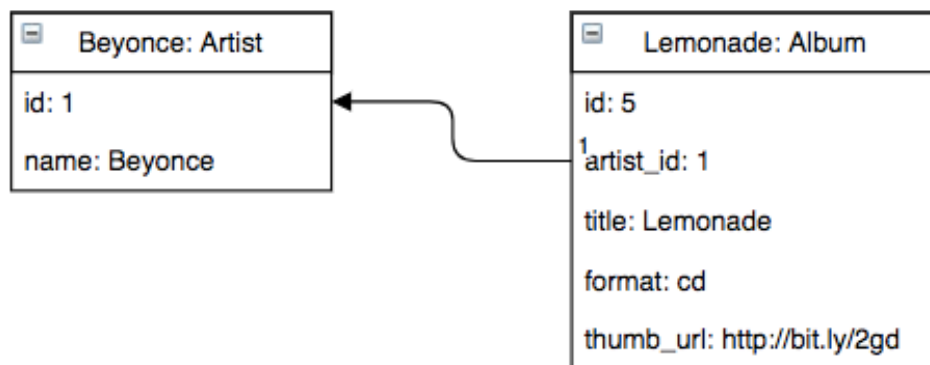 Beyonce: Artist
id: 1
name: Beyonce
Lemonade: Album
id: 5
1
artist_id: 1
title: Lemonade
format: cd
thumb_url: http://bit.ly/2gd